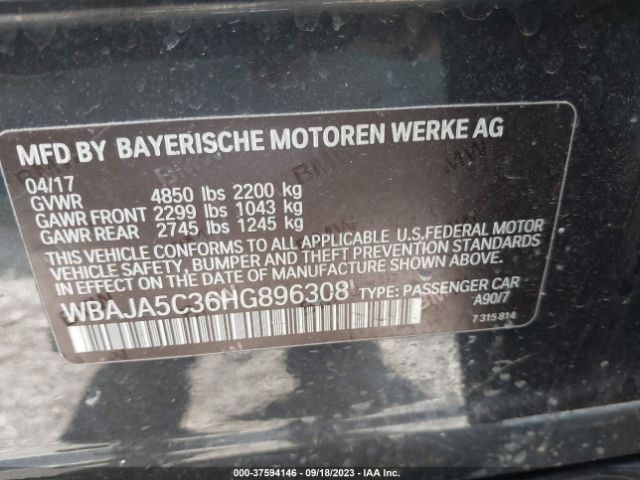 MFD BY BAYERISCHE MOTOREN WERKE AG
04/17
GVWR 4850 lbs 2200 kg
GAWR FRONT 2299 lbs 1043 kg
GAWR REAR 2745 lbs 1245 kg
THIS VEHICLE CONFORMS TO ALL APPLICABLE U.S.FEDERAL MOTOR
VEHICLE SAFETY, BUMPER AND THEFT PREVENTION STANDARDS
IN EFFECT ON THE DATE OF MANUFACTURE SHOWN ABOVE.
WBAJA5C36HG896308 TYPE: PASSENGER CAR
A90/7
7 315 814
000-37594146 - 09/18/2023 - IAA Inc.